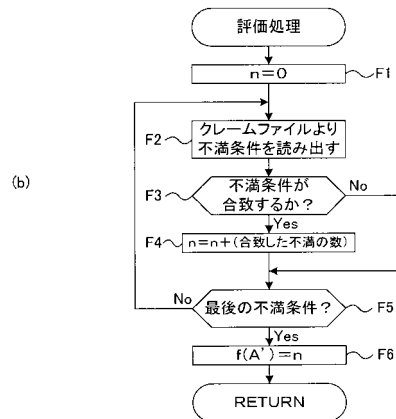 評価処理
n=0
F1
クレームファイルより
不満条件を読み出す
F2
(b)
不満条件が
合致するか?
F3
No
Yes
n=n+(合致した不満の数)
F4
No
最後の不満条件?
F5
Yes
f(A')=n
F6
RETURN